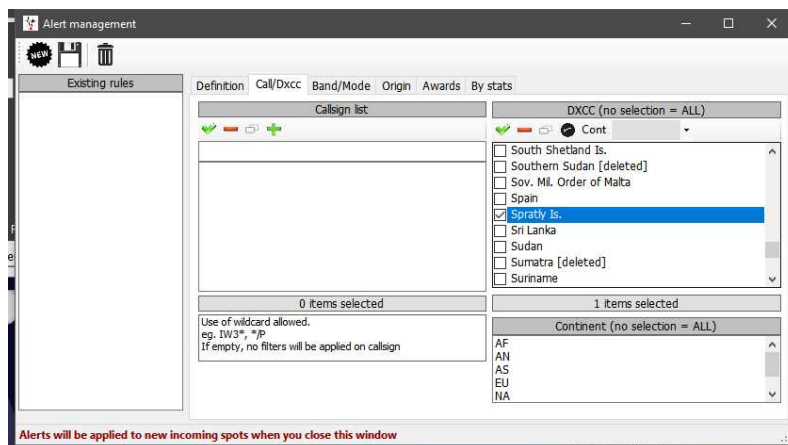 Alert management
NEW
Existing rules
Definition Call/Dxcc Band/Mode Origin Awards By stats
Callsign list
DXCC (no selection = ALL)
Cont
South Shetland Is.
Southern Sudan [deleted]
Sov. Mil. Order of Malta
Spain
Spratly Is.
Sri Lanka
Sudan
Sumatra [deleted]
Suriname
0 items selected
1 items selected
Use of wildcard allowed.
eg. IW3*, */P
If empty, no filters will be applied on callsign
Continent (no selection = ALL)
AF
AN
AS
EU
NA
Alerts will be applied to new incoming spots when you close this window